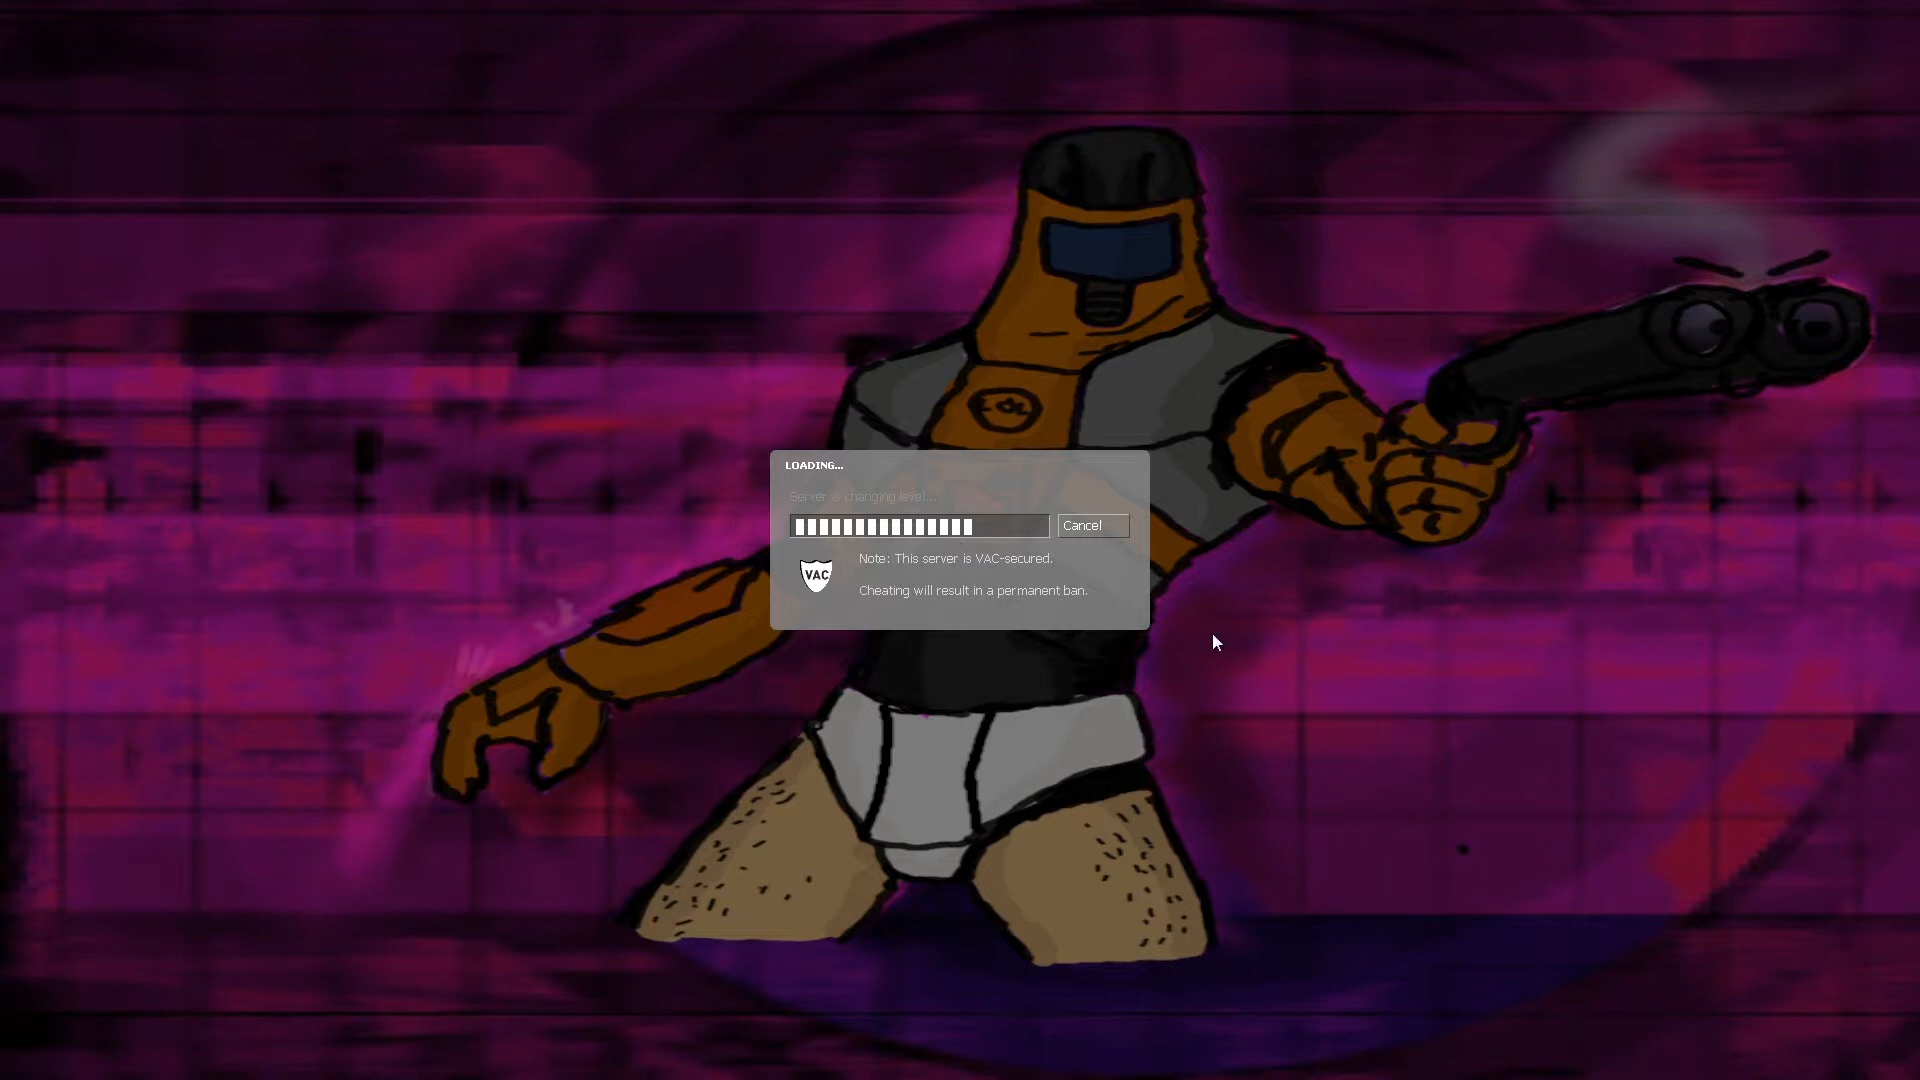 LOL
LOADING...
Server is changing level...
Cancel
VAC
Note: This server is VAC-secured.
Cheating will result in a permanent ban.